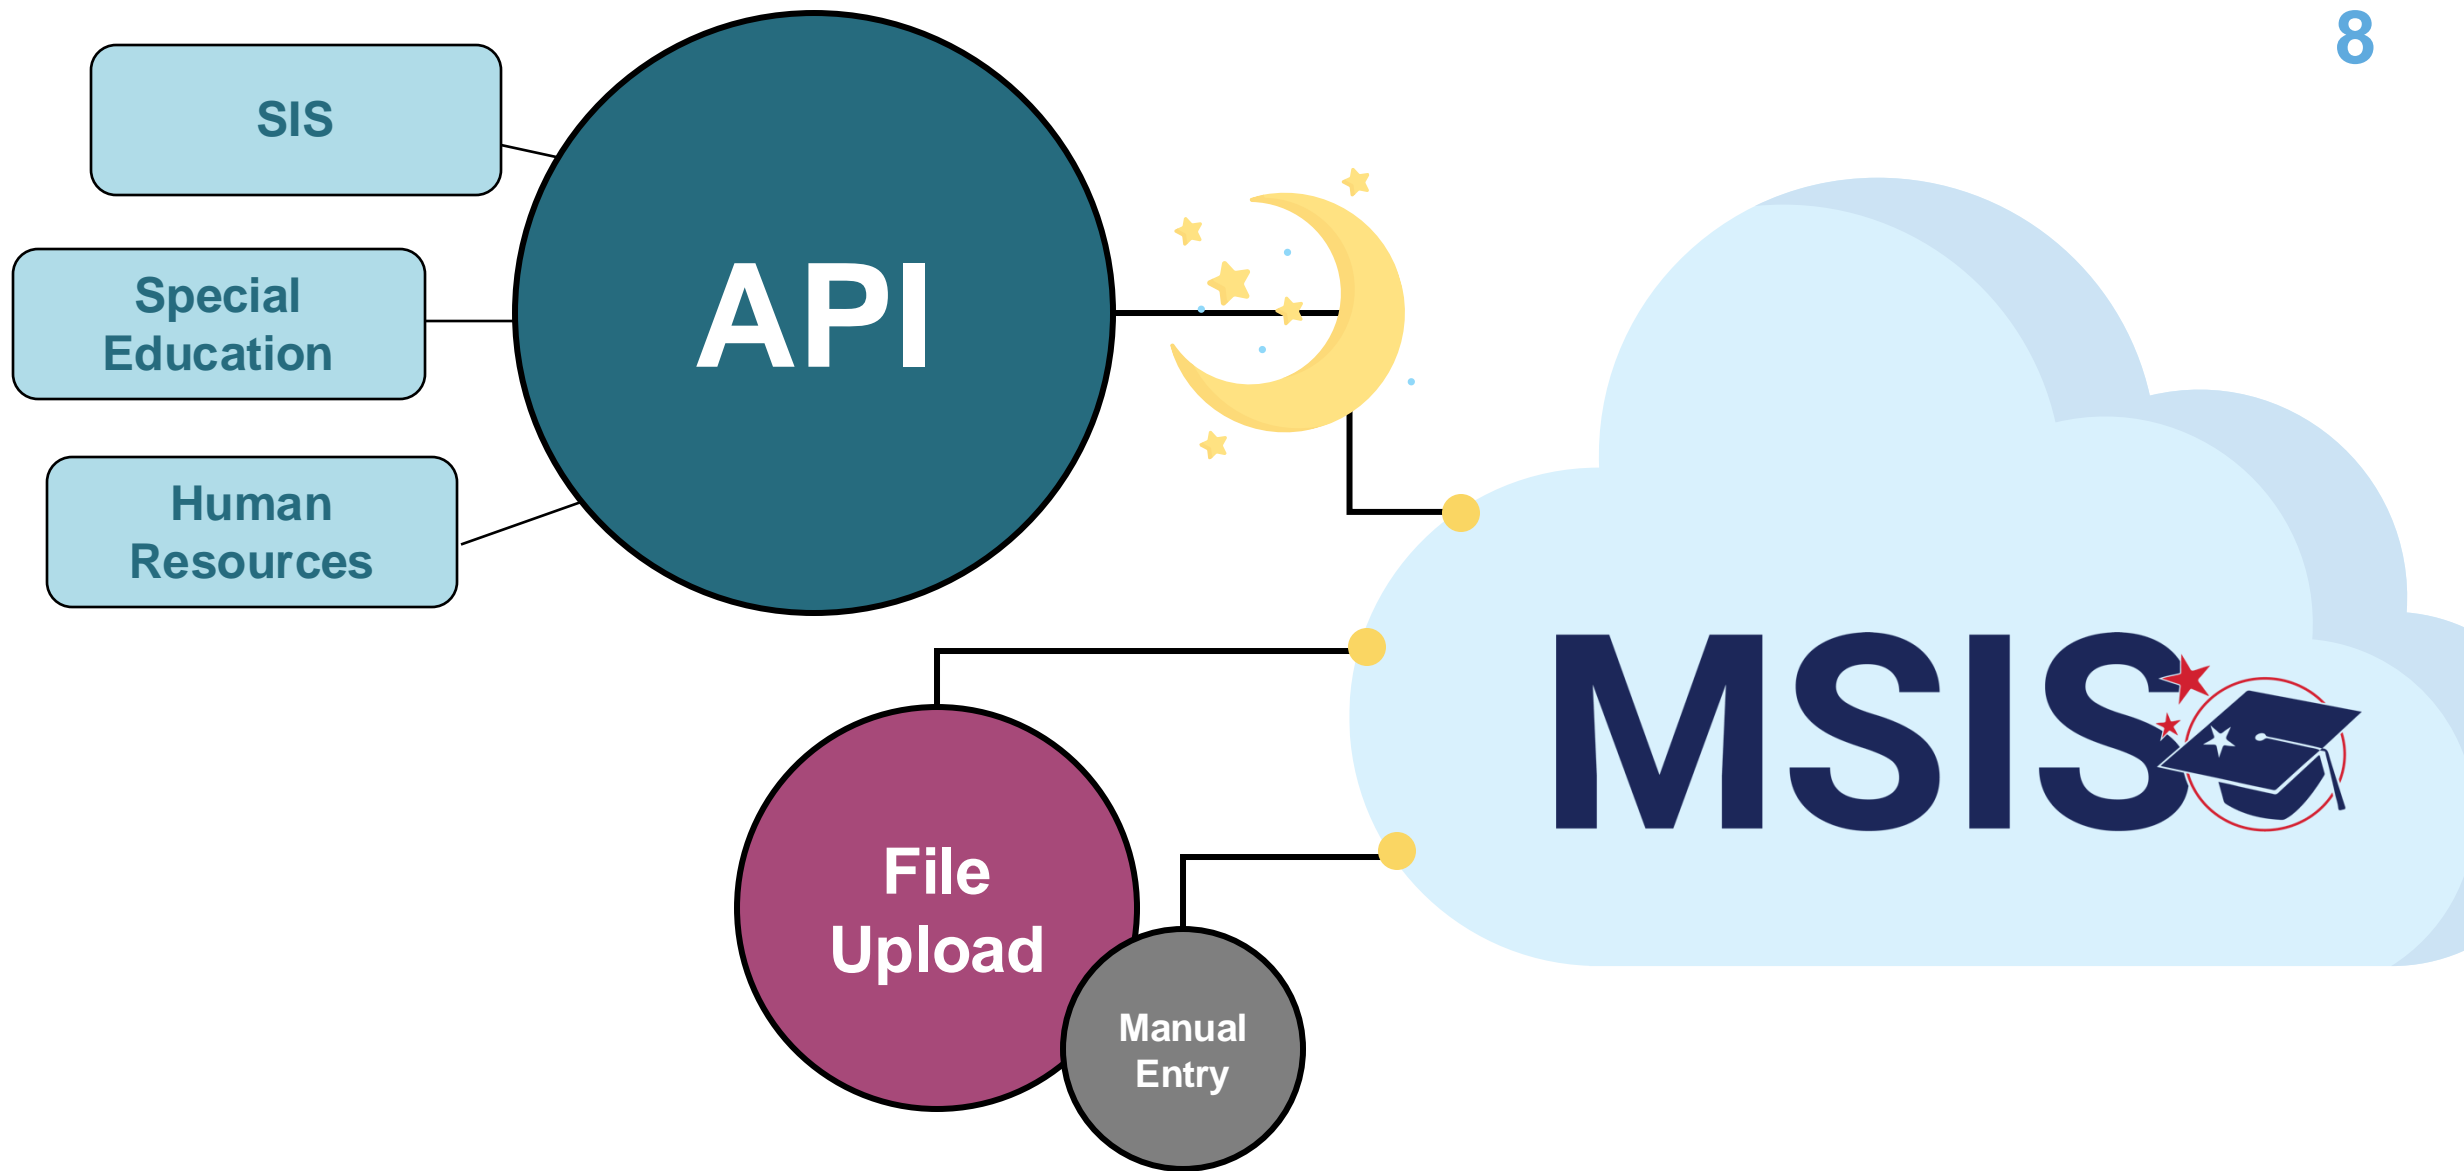 8
SIS
Special
Education
Human
Resources
API
File
Upload
Manual
Entry
MSIS